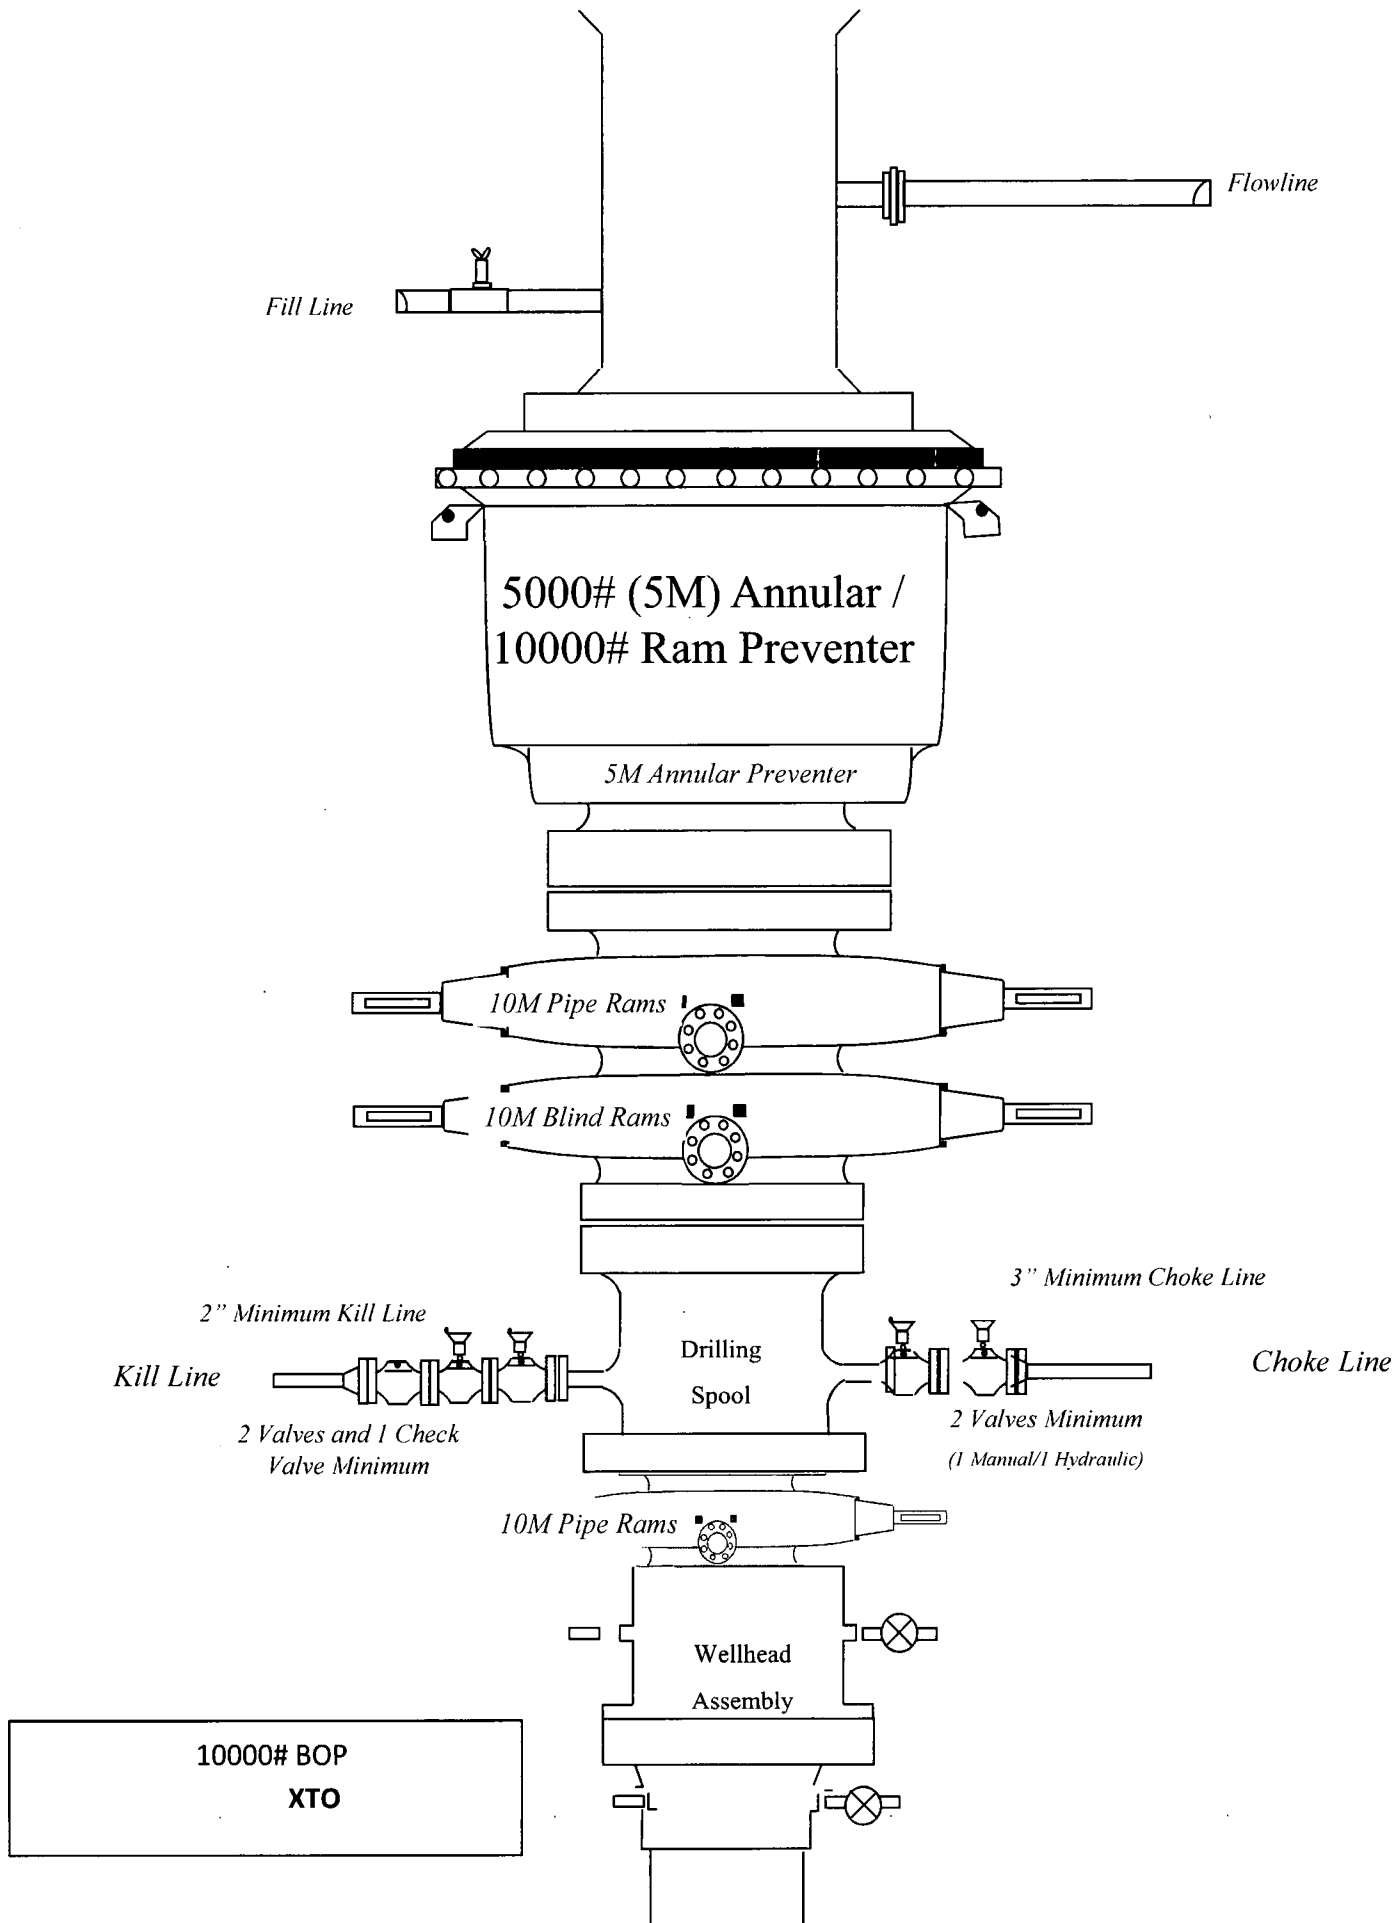 Flowline
Fill Line
5000# (5M) Annular /
10000# Ram Preventer
5M Annular Preventer
10M Pipe Rams
10M Blind Rams
3” Minimum Choke Line
2” Minimum Kill Line
Drilling
Spool
Kill Line
Choke Line
2 Valves and 1 Check
Valve Minimum
2 Valves Minimum
(1 Manual/1 Hydraulic)
10M Pipe Rams
Wellhead
Assembly
10000# BOP
XTO